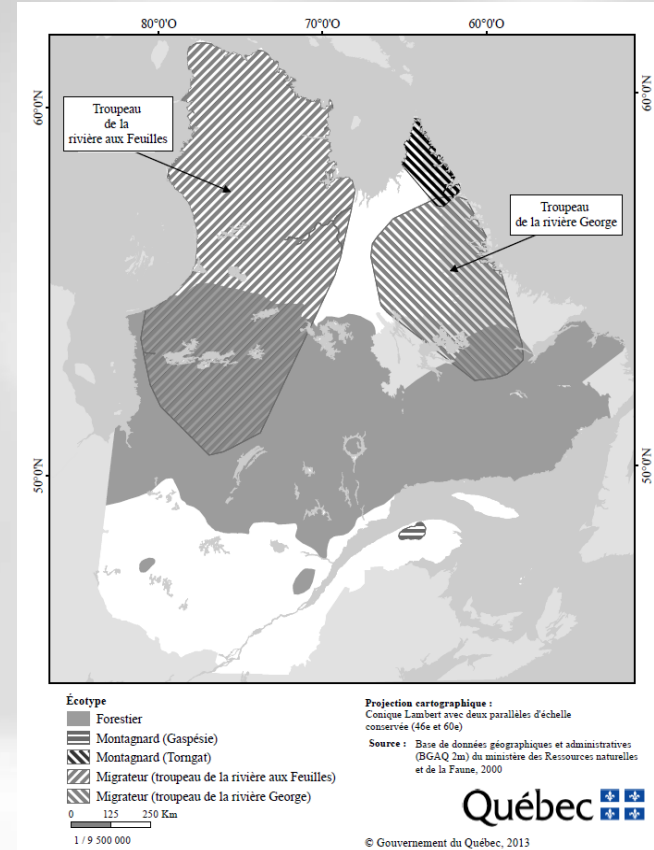 80°0'O
70°0'O
60°0'O
60°0'N
60°0'N
Troupeau
de la
rivière aux Feuilles
Troupeau
de la rivière George
50°0'N
50°0'N
Écotype
Forestier
Montagnard (Gaspésie)
Montagnard (Torngat)
Migrateur (troupeau de la rivière aux Feuilles)
Migrateur (troupeau de la rivière George)
0 125 250 Km
1 / 9 500 000
Projection cartographique :
Conique Lambert avec deux parallèles d'échelle
conservée (46e et 60e)
Source : Base de données géographiques et administratives
(BGAQ 2m) du ministère des Ressources naturelles
et de la Faune, 2000
Québec
© Gouvernement du Québec, 2013